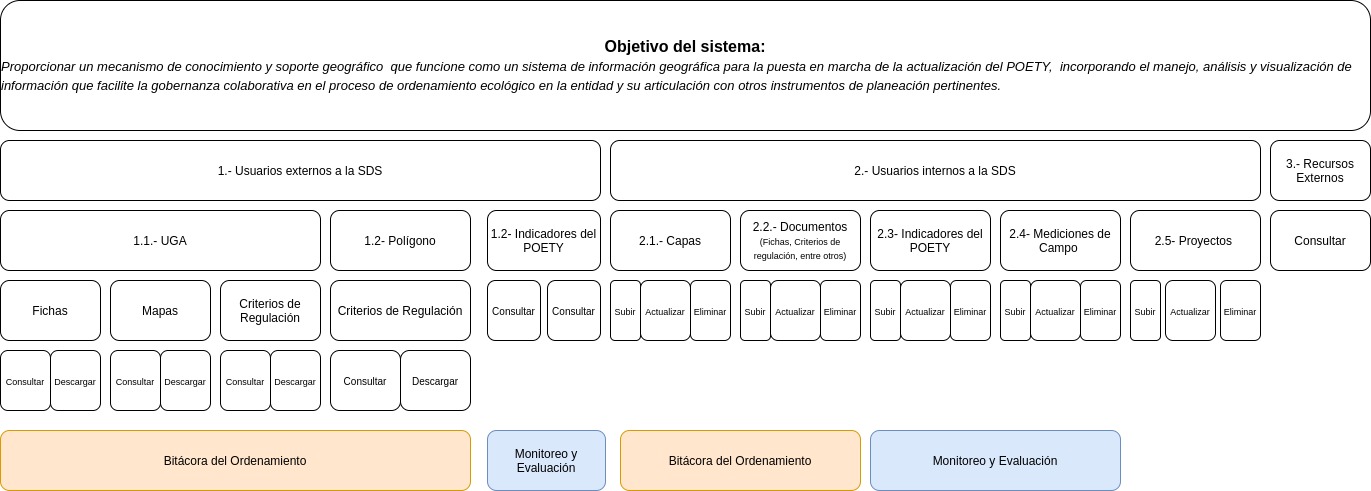 Objetivo del sistema:
Proporcionar un mecanismo de conocimiento y soporte geográfico  que funcione como un sistema de información geográfica para la puesta en marcha de la actualización del POETY,  incorporando el manejo, análisis y visualización de
información que facilite la gobernanza colaborativa en el proceso de ordenamiento ecológico en la entidad y su articulación con otros instrumentos de planeación pertinentes.
1.- Usuarios externos a la SDS
2.- Usuarios internos a la SDS
3.- Recursos
Externos
1.1.- UGA
1.2- Polígono
1.2- Indicadores del
POETY
2.1.- Capas
2.2.- Documentos
(Fichas, Criterios de
regulación, entre otros)
2.3- Indicadores del
POETY
2.4- Mediciones de
Campo
2.5- Proyectos
Consultar
Fichas
Mapas
Criterios de
Regulación
Criterios de Regulación
Consultar
Consultar
Subir
Actualizar
Eliminar
Subir
Actualizar
Eliminar
Subir
Actualizar
Eliminar
Subir
Actualizar
Eliminar
Subir
Actualizar
Eliminar
Consultar
Descargar
Consultar
Descargar
Consultar
Descargar
Consultar
Descargar
Bitácora del Ordenamiento
Monitoreo y
Evaluación
Bitácora del Ordenamiento
Monitoreo y Evaluación